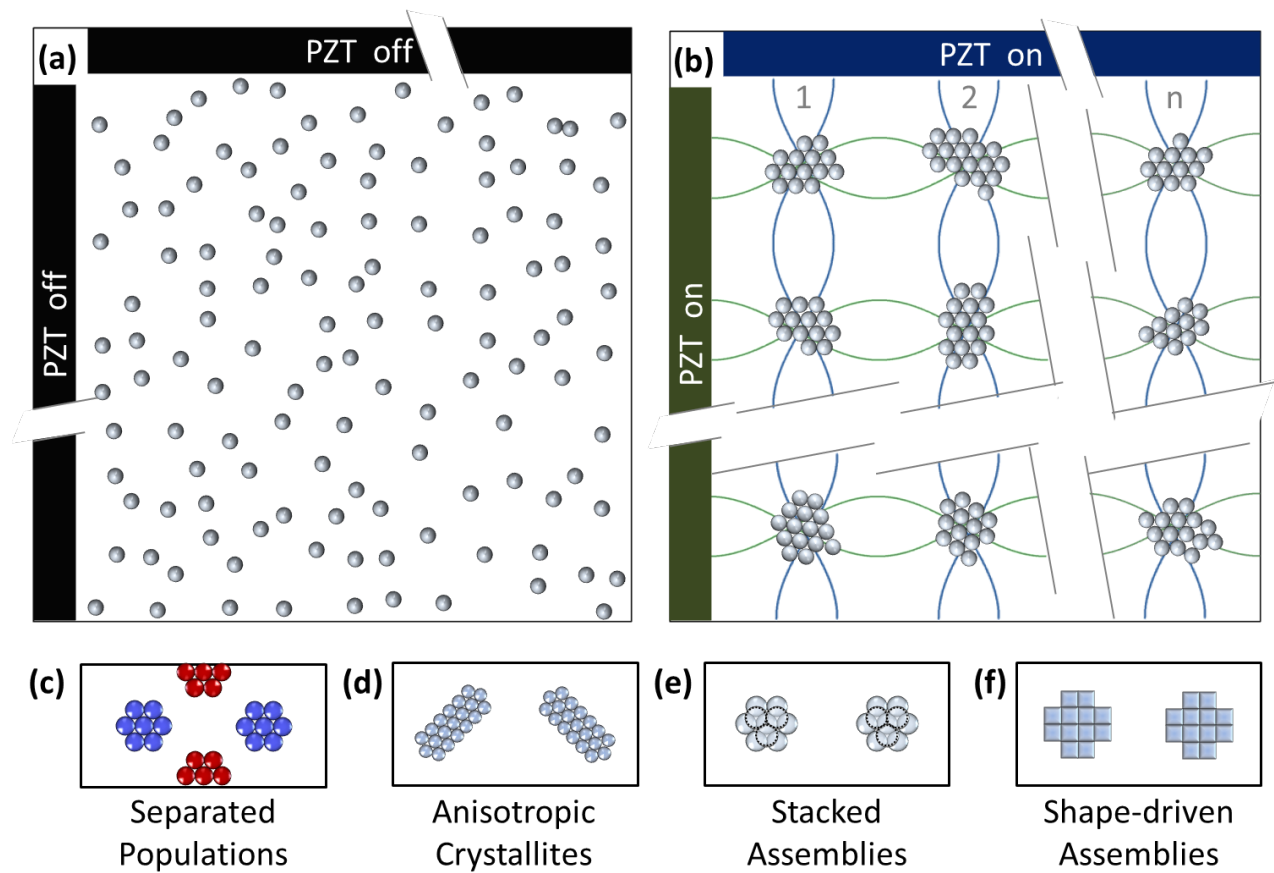 (a)
PZT off
PZT off
(b)
PZT on
PZT on
1
2
n
(c)
Separated
Populations
(d)
Anisotropic
Crystallites
(e)
Stacked
Assemblies
(f)
Shape-driven
Assemblies